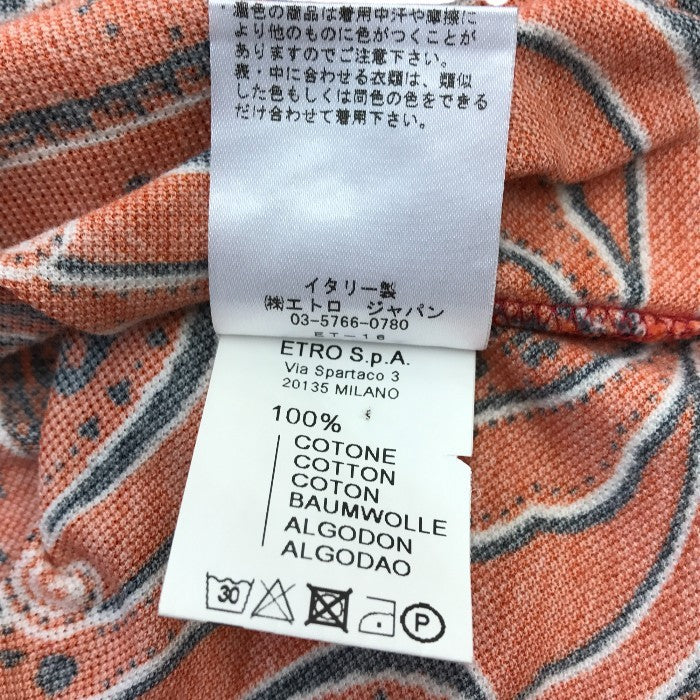 濃色の商品は着用中汗や摩擦に
より他のものに色がつくことが
ありますのでご注意下さい。
表・中に合わせる衣類は、類似
した色もしくは同色の色をできる
だけ合わせて着用下さい。
イタリー製
㈱エトロ ジャパン
03-5766-0780
ET-16
ETRO S.p.A.
Via Spartaco 3
20135 MILANO
100%
COTONE
COTTON
COTON
BAUMWOLLE
ALGODON
ALGODAO
30
P